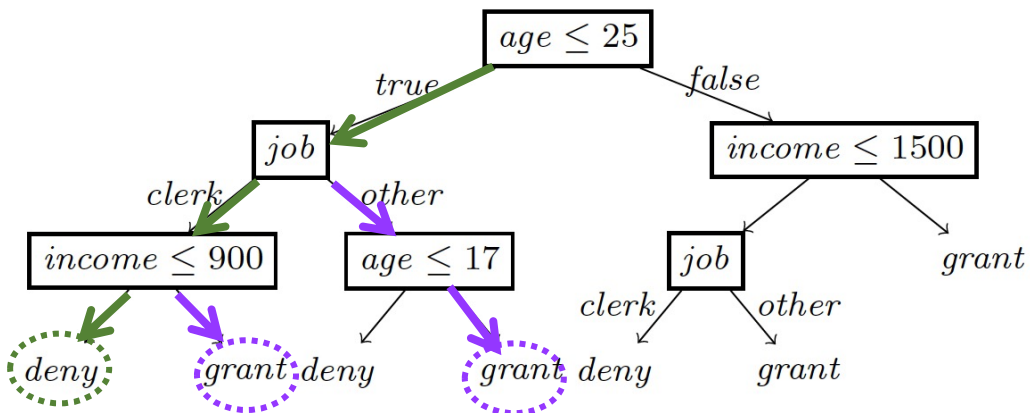 age ≤ 25
true false
job income ≤ 1500
clerk other
income ≤ 900 age ≤ 17 job grant
clerk other
deny grant deny grant deny grant